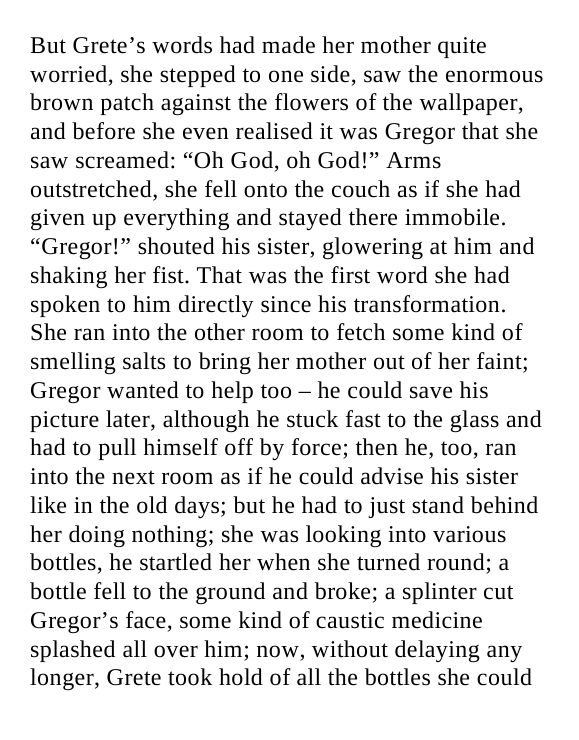 But Grete’s words had made her mother quite
worried, she stepped to one side, saw the enormous
brown patch against the flowers of the wallpaper,
and before she even realised it was Gregor that she
saw screamed: “Oh God, oh God!” Arms
outstretched, she fell onto the couch as if she had
given up everything and stayed there immobile.
“Gregor!” shouted his sister, glowering at him and
shaking her fist. That was the first word she had
spoken to him directly since his transformation.
She ran into the other room to fetch some kind of
smelling salts to bring her mother out of her faint;
Gregor wanted to help too – he could save his
picture later, although he stuck fast to the glass and
had to pull himself off by force; then he, too, ran
into the next room as if he could advise his sister
like in the old days; but he had to just stand behind
her doing nothing; she was looking into various
bottles, he startled her when she turned round; a
bottle fell to the ground and broke; a splinter cut
Gregor’s face, some kind of caustic medicine
splashed all over him; now, without delaying any
longer, Grete took hold of all the bottles she could